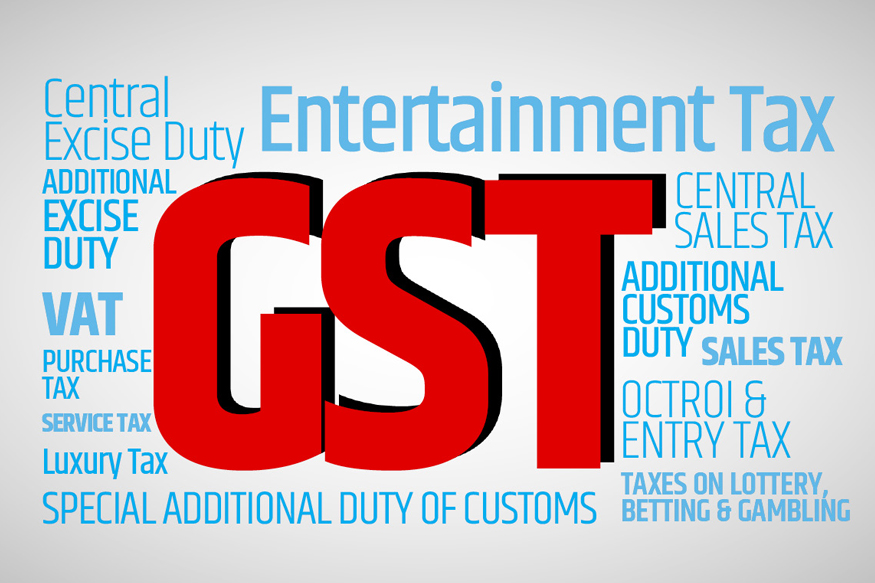 Central
Excise Duty
Entertainment Tax
ADDITIONAL
EXCISE
DUTY
VAT
PURCHASE
TAX
SERVICE TAX
Luxury Tax
SPECIAL ADDITIONAL DUTY OF CUSTOMS
GST
CENTRAL
SALES TAX
ADDITIONAL
CUSTOMS
DUTY
SALES TAX
OCTROI &
ENTRY TAX
TAXES ON LOTTERY,
BETTING & GAMBLING